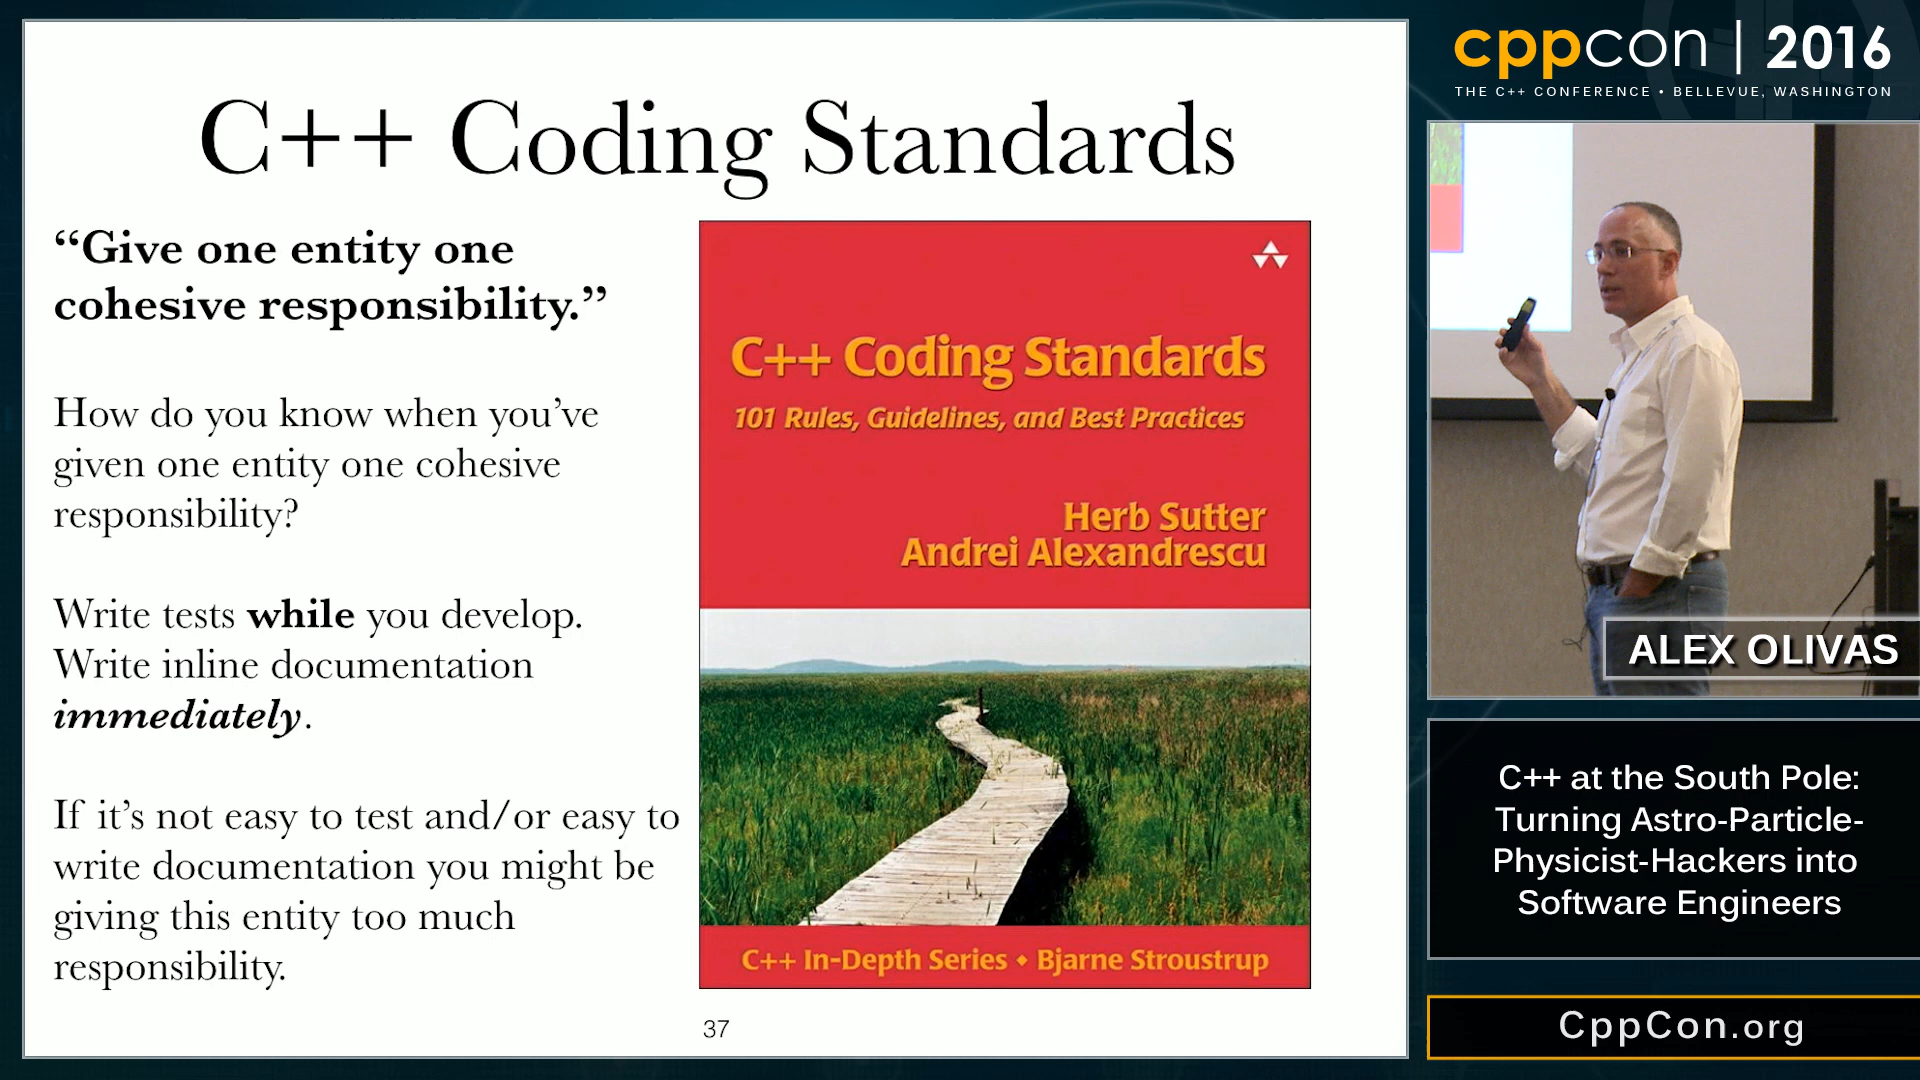 C++ Coding Standards
“Give one entity one
cohesive responsibility.”
How do you know when you’ve
given one entity one cohesive
responsibility?
Write tests while you develop.
Write inline documentation
immediately.
If it’s not easy to test and/or easy to
write documentation you might be
giving this entity too much
responsibility.
C++ Coding Standards
101 Rules, Guidelines, and Best Practices
Herb Sutter
Andrei Alexandrescu
C++ In-Depth Series • Bjarne Stroustrup
37
cppcon | 2016
THE C++ CONFERENCE • BELLEVUE, WASHINGTON
ALEX OLIVAS
C++ at the South Pole:
Turning Astro-Particle-
Physicist-Hackers into
Software Engineers
CppCon.org